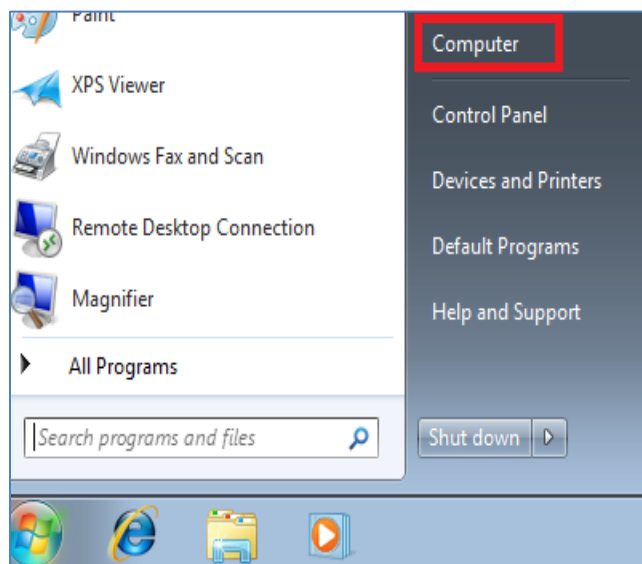 Paint
XPS Viewer
Windows Fax and Scan
Remote Desktop Connection
Magnifier
All Programs
Search programs and files
Computer
Control Panel
Devices and Printers
Default Programs
Help and Support
Shut down